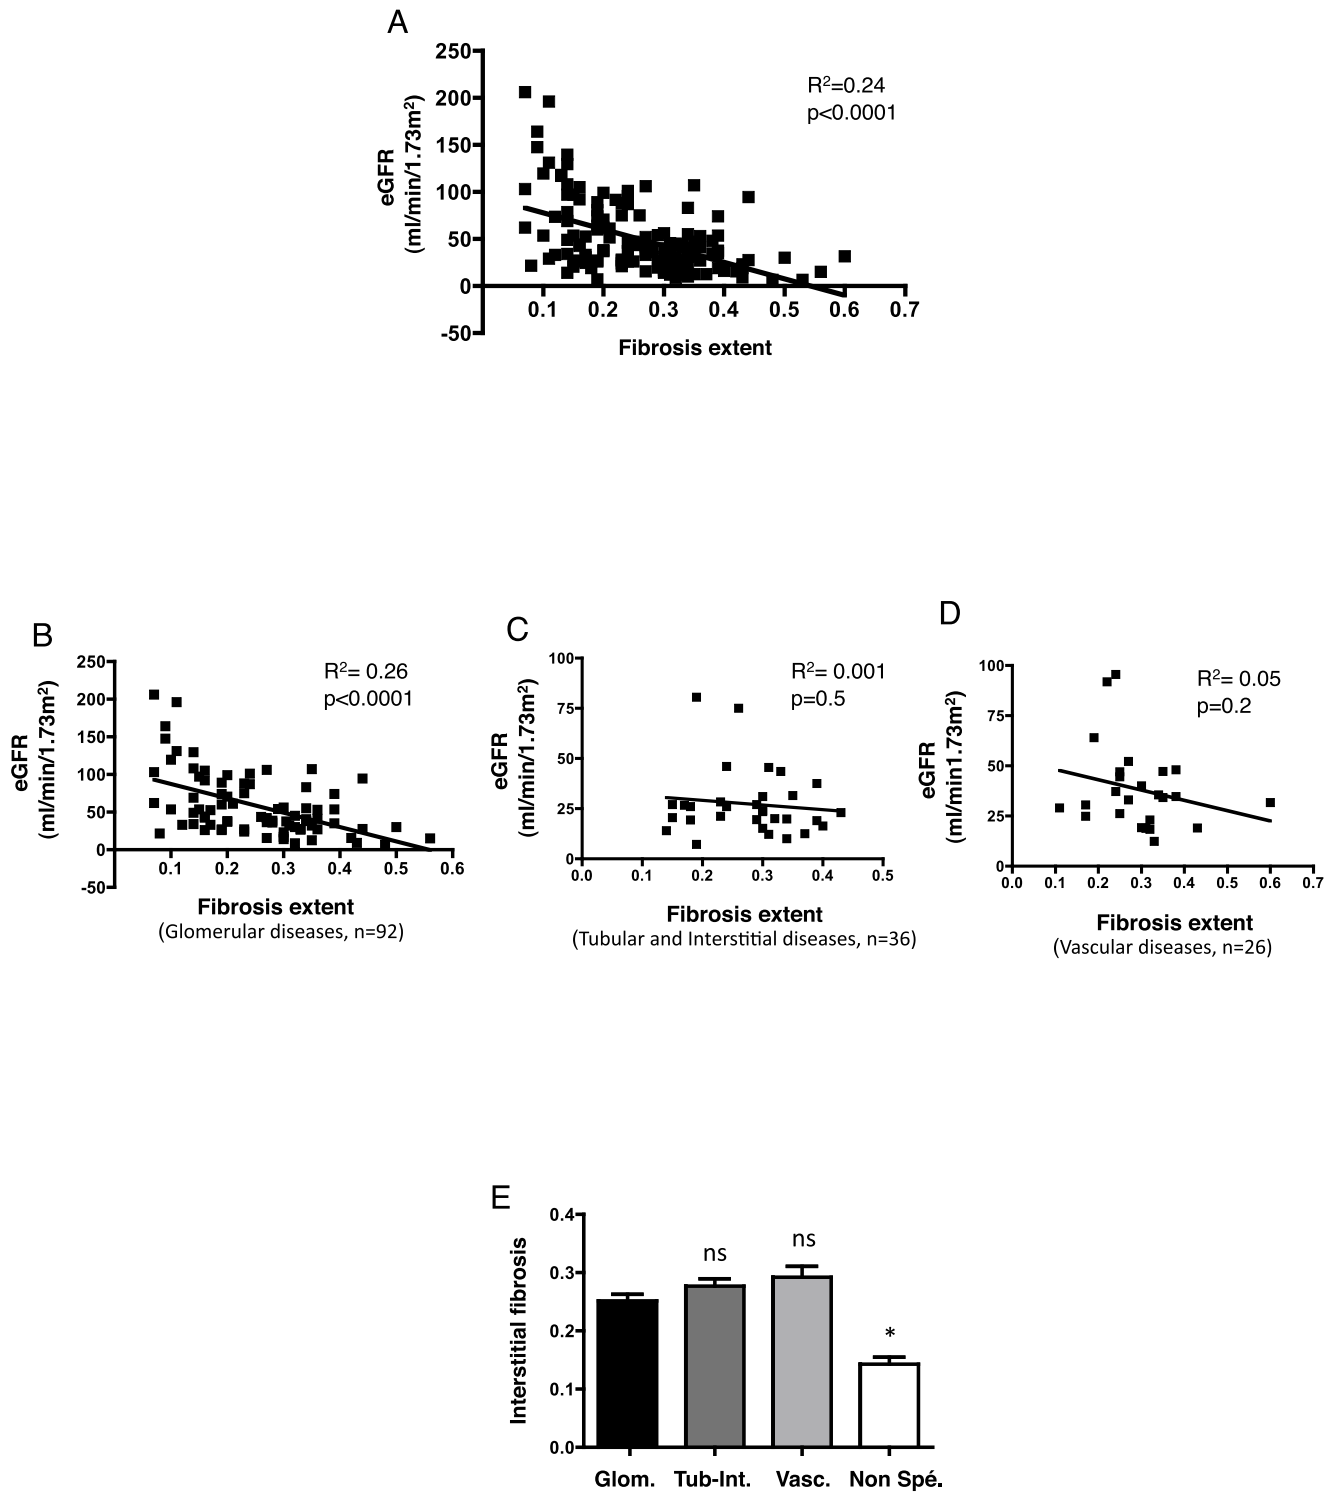 A
250
200
150
100
50
0
-50
eGFR
(ml/min/1.73m²)
R²=0.24
p<0.0001
0.1 0.2 0.3 0.4 0.5 0.6 0.7
Fibrosis extent
B
250
200
150
100
50
0
-50
eGFR
(ml/min/1.73m²)
R²= 0.26
p<0.0001
0.1 0.2 0.3 0.4 0.5 0.6
Fibrosis extent
(Glomerular diseases, n=92)
C
100
75
50
25
0
eGFR
(ml/min/1.73m²)
R²= 0.001
p=0.5
0.0 0.1 0.2 0.3 0.4 0.5
Fibrosis extent
(Tubular and Interstitial diseases, n=36)
D
100
75
50
25
0
eGFR
(ml/min1.73m²)
R²= 0.05
p=0.2
0.0 0.1 0.2 0.3 0.4 0.5 0.6 0.7
Fibrosis extent
(Vascular diseases, n=26)
E
0.4
0.3
0.2
0.1
0.0
Interstitial fibrosis
ns
ns
*
Glom. Tub-Int. Vasc. Non Spé.